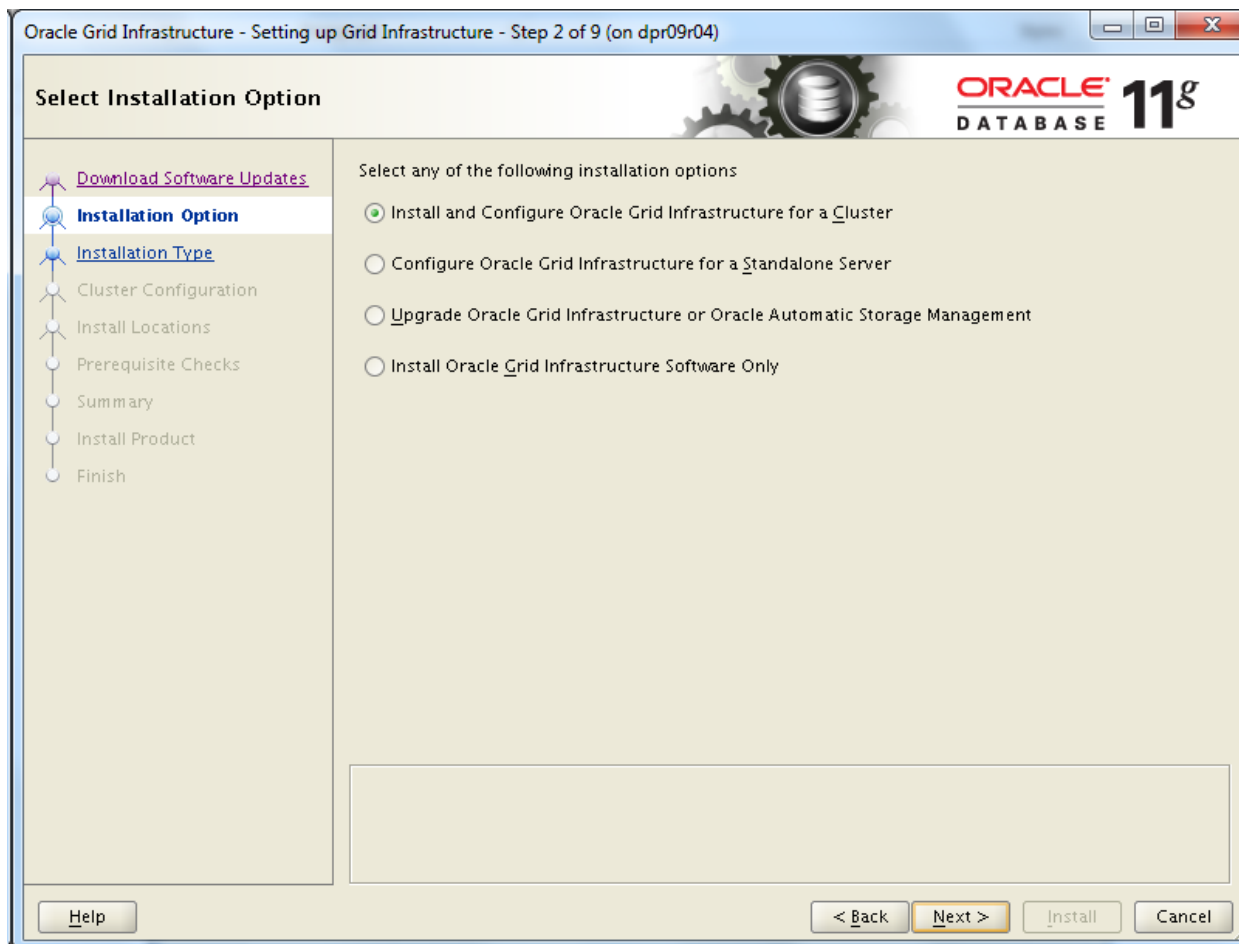 Oracle Grid Infrastructure - Setting up Grid Infrastructure - Step 2 of 9 (on dpr09r04)
Select Installation Option
ORACLE
DATABASE
11g
Download Software Updates
Installation Option
Installation Type
Cluster Configuration
Install Locations
Prerequisite Checks
Summary
Install Product
Finish
Select any of the following installation options
Install and Configure Oracle Grid Infrastructure for a Cluster
Configure Oracle Grid Infrastructure for a Standalone Server
Upgrade Oracle Grid Infrastructure or Oracle Automatic Storage Management
Install Oracle Grid Infrastructure Software Only
Help
< Back
Next >
Install
Cancel